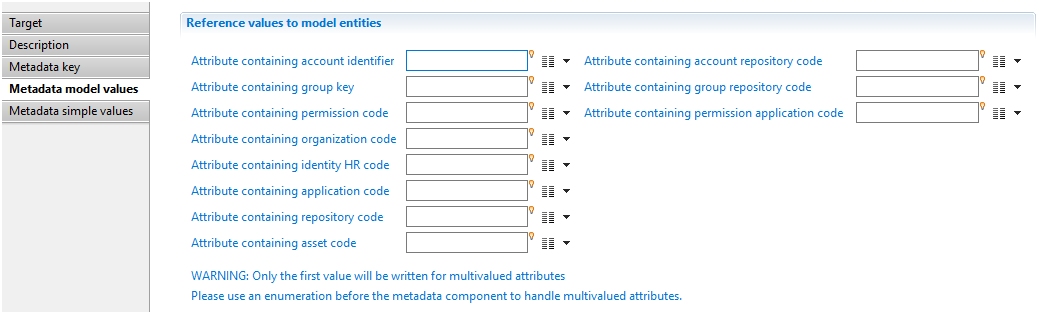 Target
Description
Metadata key
Metadata model values
Metadata simple values
Reference values to model entities
Attribute containing account identifier
Attribute containing account repository code
Attribute containing group key
Attribute containing group repository code
Attribute containing permission code
Attribute containing permission application code
Attribute containing organization code
Attribute containing identity HR code
Attribute containing application code
Attribute containing repository code
Attribute containing asset code
WARNING: Only the first value will be written for multivalued attributes
Please use an enumeration before the metadata component to handle multivalued attributes.